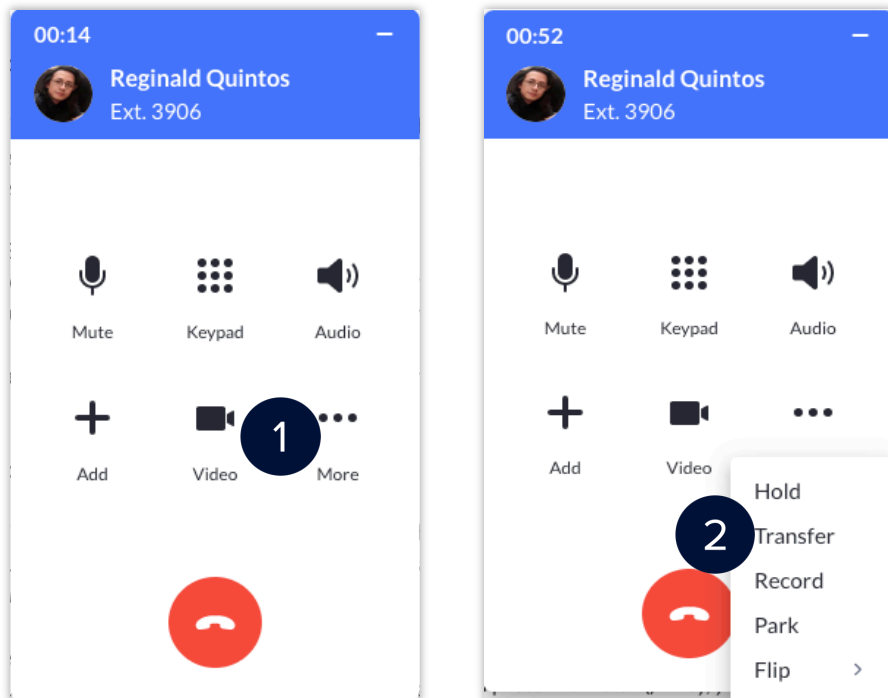 00:14
Reginald Quintos
Ext. 3906
Mute Keypad Audio
1
Add Video More
00:52
Reginald Quintos
Ext. 3906
Mute Keypad Audio
Add Video
Hold
2
Transfer
Record
Park
Flip